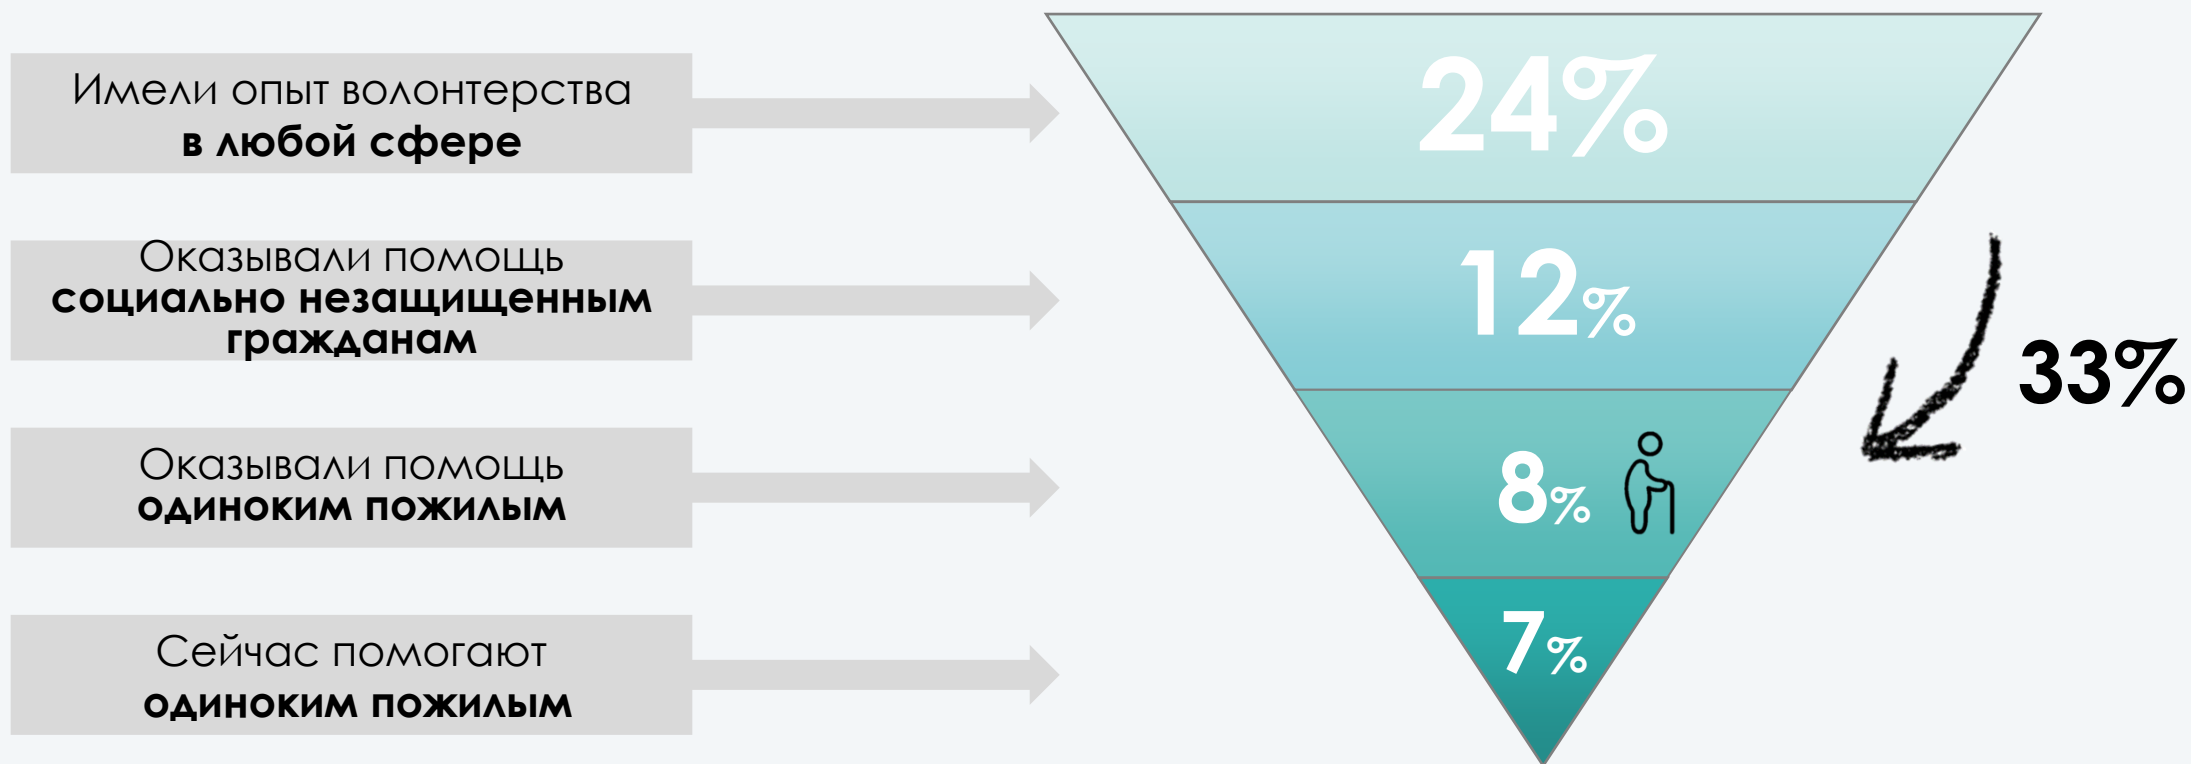 Имели опыт волонтерства
в любой сфере
24%
Оказывали помощь
социально незащищенным
гражданам
12%
33%
Оказывали помощь
одиноким пожилым
8%
Сейчас помогают
одиноким пожилым
7%